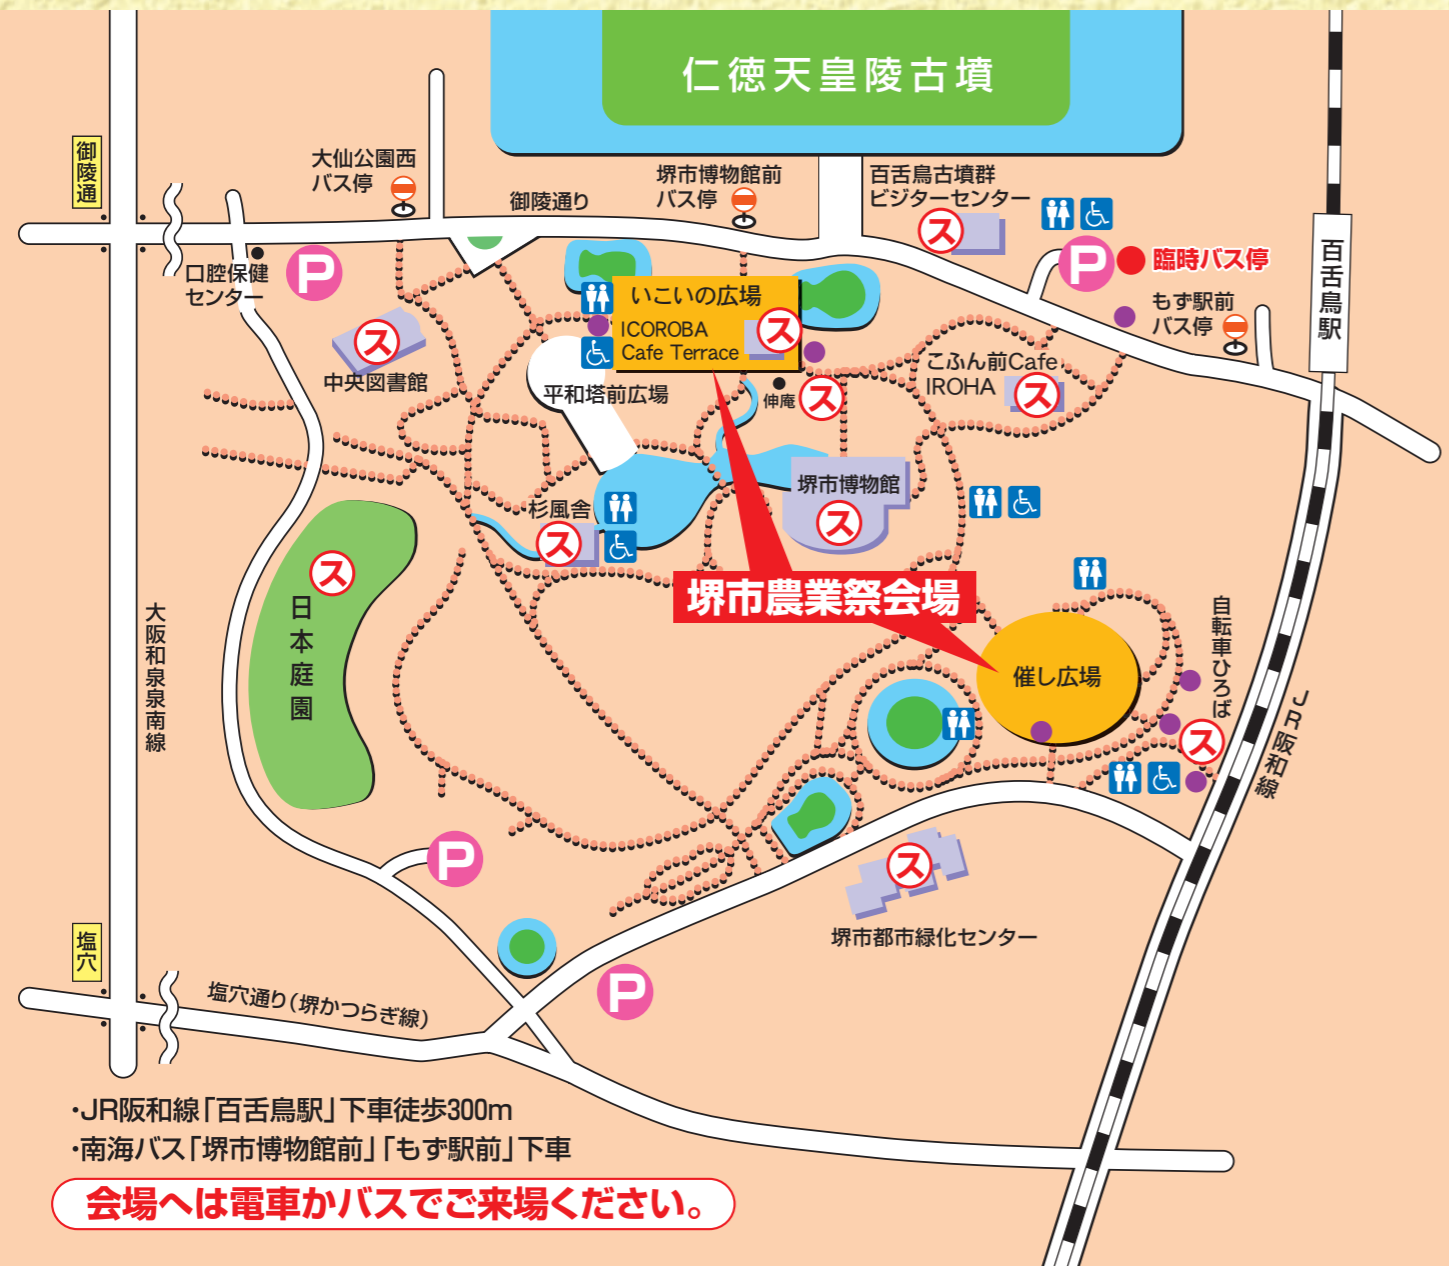 仁徳天皇陵古墳
御陵通
大仙公園西
バス停
御陵通り
堺市博物館前
バス停
百舌鳥古墳群
ビジターセンター
ス
P
臨時バス停
百舌鳥駅
口腔保健
センター
P
いこいの広場
ICOROBA
Cafe Terrace
ス
もず駅前
バス停
ス
中央図書館
平和塔前広場
伸庵
ス
こふん前Cafe
IROHA
ス
堺市博物館
ス
杉風舎
ス
ス
日本庭園
堺市農業祭会場
大阪和泉泉南線
催し広場
自転車ひろば
ス
JR阪和線
P
ス
堺市都市緑化センター
塩穴
P
塩穴通り(堺かつらぎ線)
・JR阪和線「百舌鳥駅」下車徒歩300m
・南海バス「堺市博物館前」「もず駅前」下車
会場へは電車かバスでご来場ください。